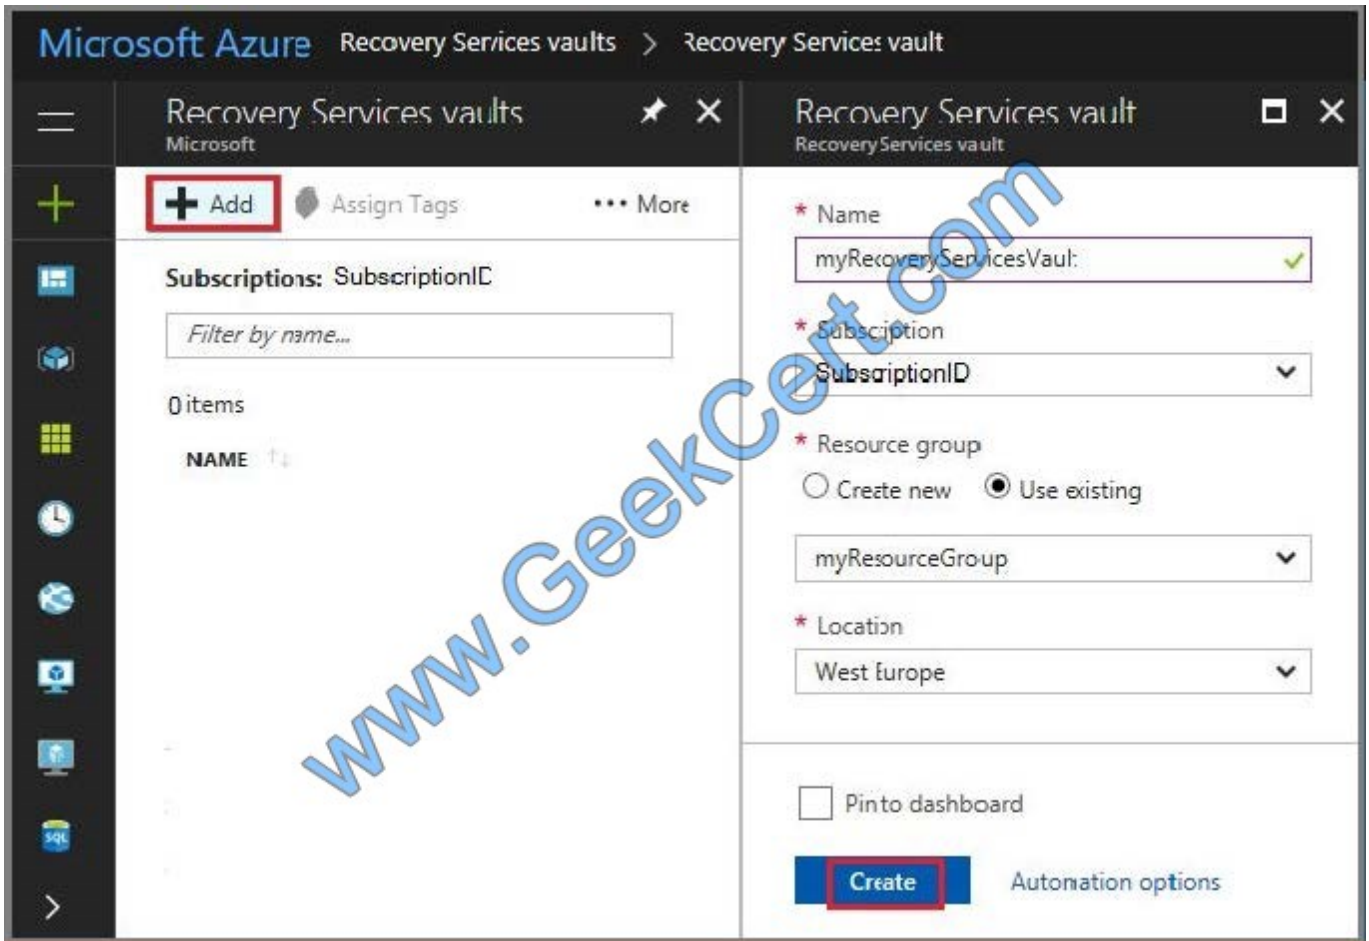 Microsoft Azure Recovery Services vaults > Recovery Services vault
Recovery Services vaults
Microsoft
Add
Assign Tags
More
Subscriptions: SubscriptionID
Filter by name...
0 items
NAME
SQL
Recovery Services vault
Recovery Services vault
* Name
myRecoveryServicesVault
* Subscription
SubscriptionID
* Resource group
Create new
Use existing
myResourceGroup
* Location
West Europe
Pin to dashboard
Create
Automation options
www.GeekCert.com